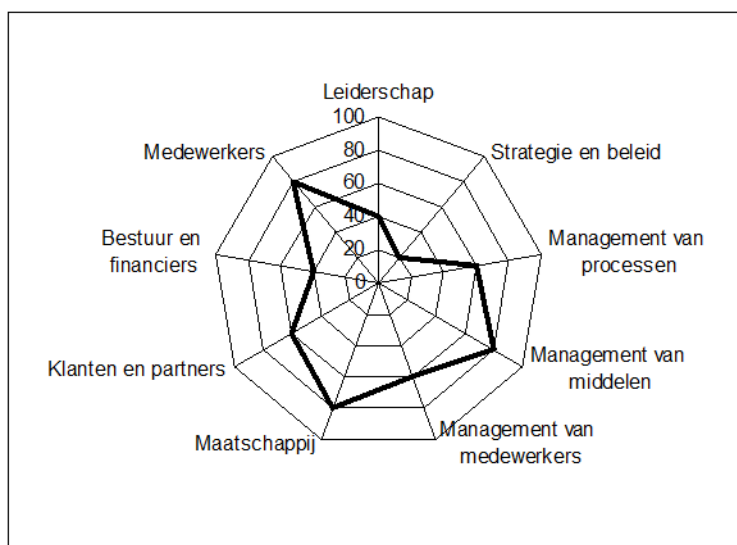 Leiderschap
100
80
60
40
20
0
Strategie en beleid
Management van
processen
Management van
middelen
Management van
medewerkers
Maatschappij
Klanten en partners
Bestuur en
financiers
Medewerkers